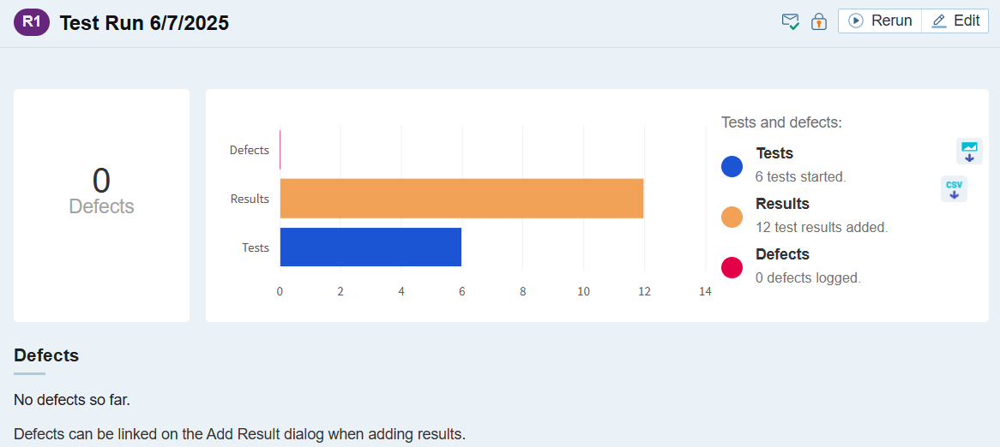 R1 Test Run 6/7/2025
Rerun
Edit
0
Defects
Defects
Results
Tests
0 2 4 6 8 10 12 14
Tests and defects:
Tests
6 tests started.
Results
12 test results added.
Defects
0 defects logged.
CSV
Defects
No defects so far.
Defects can be linked on the Add Result dialog when adding results.